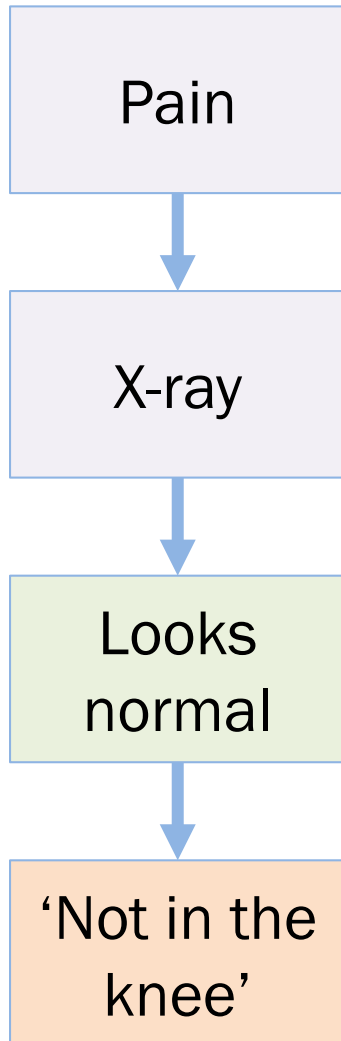 Pain
X-ray
Looks
normal
‘Not in the
knee’